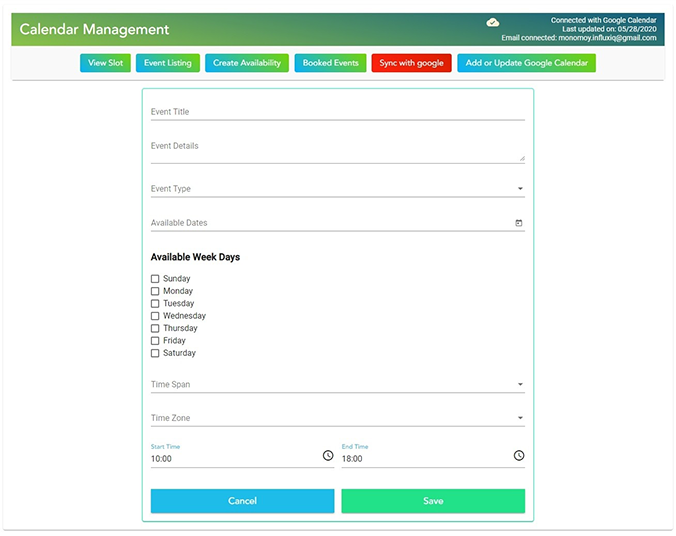 Calendar Management
Connected with Google Calendar
Last updated on: 05/28/2020
Email connected: monomoy.influxiq@gmail.com
View Slot
Event Listing
Create Availability
Booked Events
Sync with google
Add or Update Google Calendar
Event Title
Event Details
Event Type
Available Dates
Available Week Days
Sunday
Monday
Tuesday
Wednesday
Thursday
Friday
Saturday
Time Span
Time Zone
Start Time
End Time
10:00
18:00
Cancel
Save